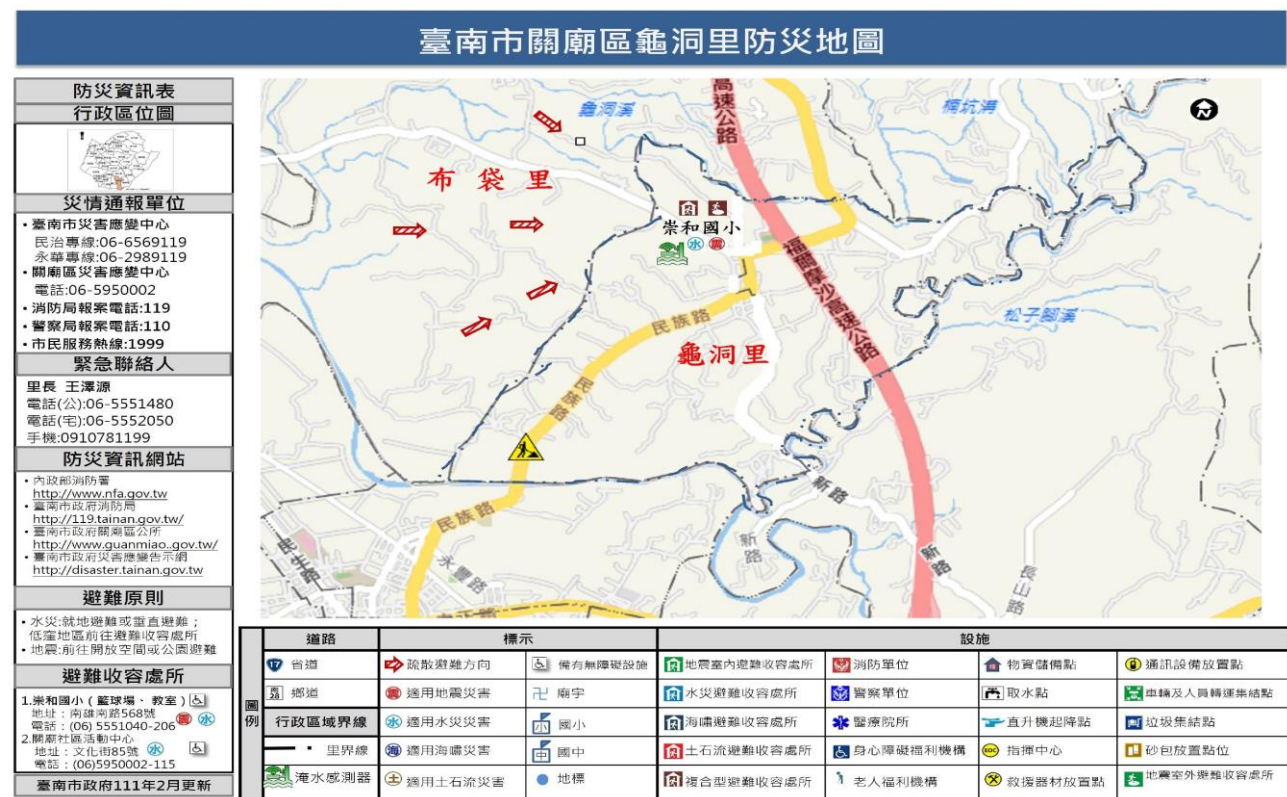 臺南市關廟區龜洞里防災地圖
防災資訊表
行政區位圖
災情通報單位
•臺南市災害應變中心
民治專線:06-6569119
永華專線:06-2989119
•關廟區災害應變中心
電話:06-5950002
•消防局報案電話:119
•警察局報案電話:110
•市民服務熱線:1999
緊急聯絡人
里長 王澤源
電話(公):06-5551480
電話(宅):06-5552050
手機:0910781199
防災資訊網站
•內政部消防署
http://www.nfa.gov.tw
•臺南市政府消防局
http://119.tainan.gov.tw/
•臺南市政府關廟區公所
http://www.guanmiao..gov.tw/
•臺南市政府災害應變告示網
http://disaster.tainan.gov.tw
避難原則
•水災:就地避難或垂直避難；
低窪地區前往避難收容處所
•地震:前往開放空間或公園避難
避難收容處所
1.崇和國小（籃球場、教室）
地址：南雄南路568號
電話：(06) 5551040-206
震 水
2.關廟社區活動中心
地址：文化街85號 水
電話：(06)5950002-115
臺南市政府111年2月更新
龜洞溪
高速公路
N
布袋里
崇和國小
水 震
福爾摩沙高速公路
松子腳溪
民族路
龜洞里
民族路
民族路
新路
新路
新路
民生路
永豐路
長山路
圖例
道路
標示
設施
17 省道
疏散避難方向
備有無障礙設施
地震室內避難收容處所
消防單位
物資儲備點
通訊設備放置點
28 鄉道
震 適用地震災害
卍 廟宇
水災避難收容處所
警察單位
取水點
車輛及人員轉運集結點
行政區域界線
水 適用水災災害
小 國小
海嘯避難收容處所
醫療院所
直升機起降點
垃圾集結點
里界線
海 適用海嘯災害
中 國中
土石流避難收容處所
身心障礙福利機構
EOC 指揮中心
砂包放置點位
淹水感測器
土 適用土石流災害
地標
複合型避難收容處所
老人福利機構
救援器材放置點
地震室外避難收容處所